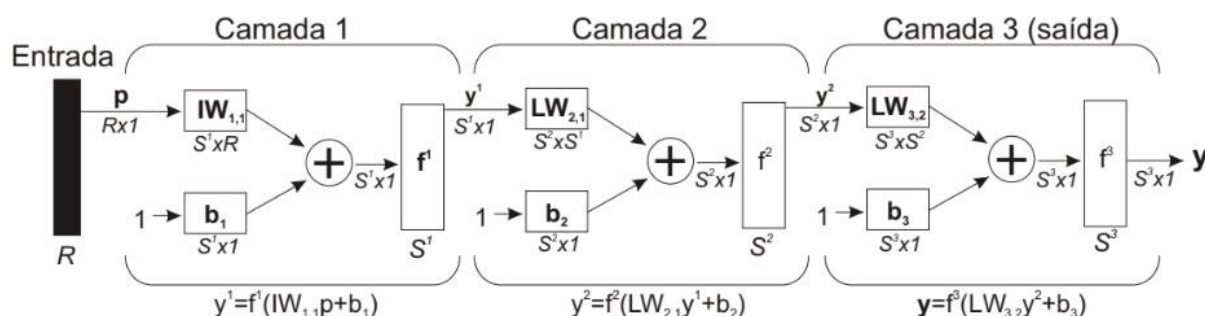 Camada 1 Camada 2 Camada 3 (saída)
Entrada
p y¹ y²
IW₁,₁ LW₂,₁ LW₃,₂
Rx1 S¹x1 S²x1
S¹xR S²xS¹ S³xS²
+ f¹ + f² + f³ y
S¹x1 S²x1 S³x1 S³x1
1 b₁ 1 b₂ 1 b₃
S¹x1 S²x1 S³x1
R S¹ S² S³
y¹=f¹(IW₁,₁p+b₁) y²=f²(LW₂,₁y¹+b₂) y=f³(LW₃,₂y²+b₃)